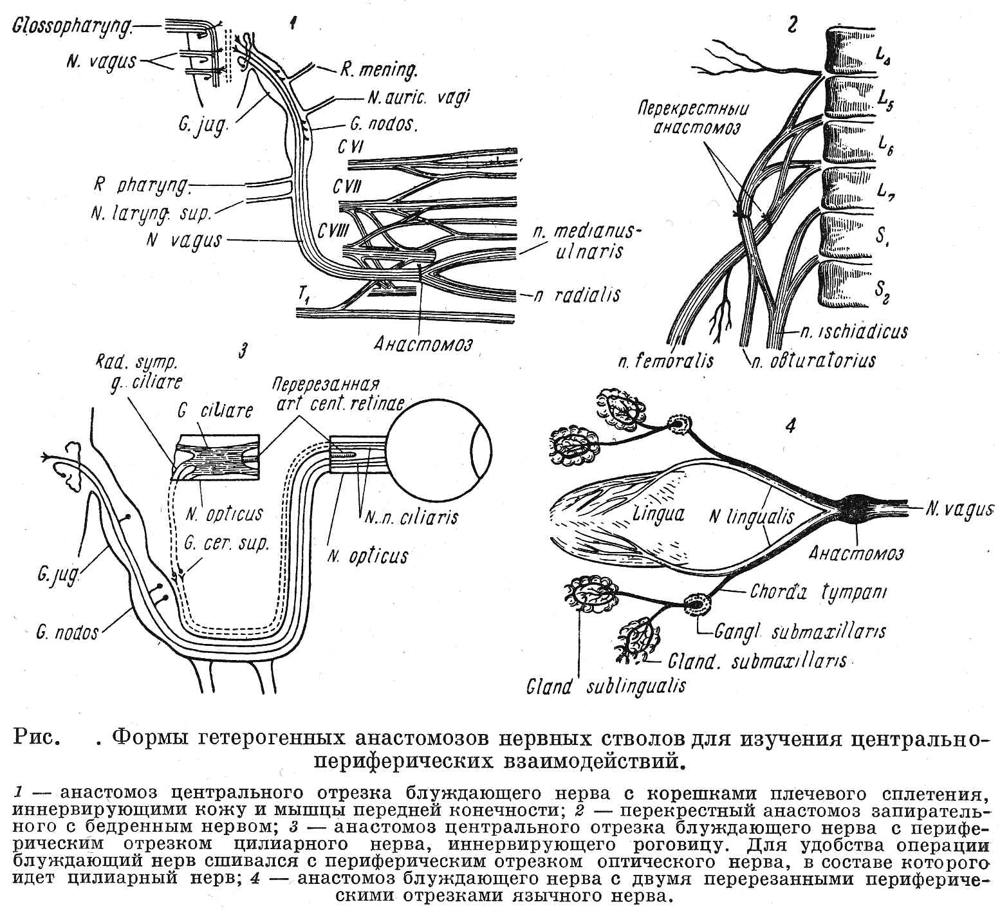 1
Glossopharyng.
N. vagus
R. mening.
N. auric. vagi
G. jug.
G. nodos.
C VI
R pharyng.
C VII
N. laryng. sup.
C VIII
N vagus
n. medianus-
ulnaris
T₁
n radialis
Анастомоз
2
L₄
L₅
Перекрестный
анастомоз
L₆
L₇
S₁
S₂
n. ischiadicus
n. femoralis
n. obturatorius
3
Rad. symp.
g. ciliare
G ciliare
Перерезанная
art cent. retinae
N. opticus
N. n. ciliaris
G. cer. sup.
N. opticus
G. jug.
G. nodos
4
Lingua
N lingualis
N. vagus
Анастомоз
Chorda tympani
Gangl submaxillaris
Gland. submaxillaris
Gland sublingualis
Рис. . Формы гетерогенных анастомозов нервных стволов для изучения центрально-
периферических взаимодействий.
1 — анастомоз центрального отрезка блуждающего нерва с корешками плечевого сплетения,
иннервирующими кожу и мышцы передней конечности; 2 — перекрестный анастомоз запиратель-
ного с бедренным нервом; 3 — анастомоз центрального отрезка блуждающего нерва с перифе-
рическим отрезком цилиарного нерва, иннервирующего роговицу. Для удобства операции
блуждающий нерв сшивался с периферическим отрезком оптического нерва, в составе которого
идет цилиарный нерв; 4 — анастомоз блуждающего нерва с двумя перерезанными перифериче-
скими отрезками язычного нерва.